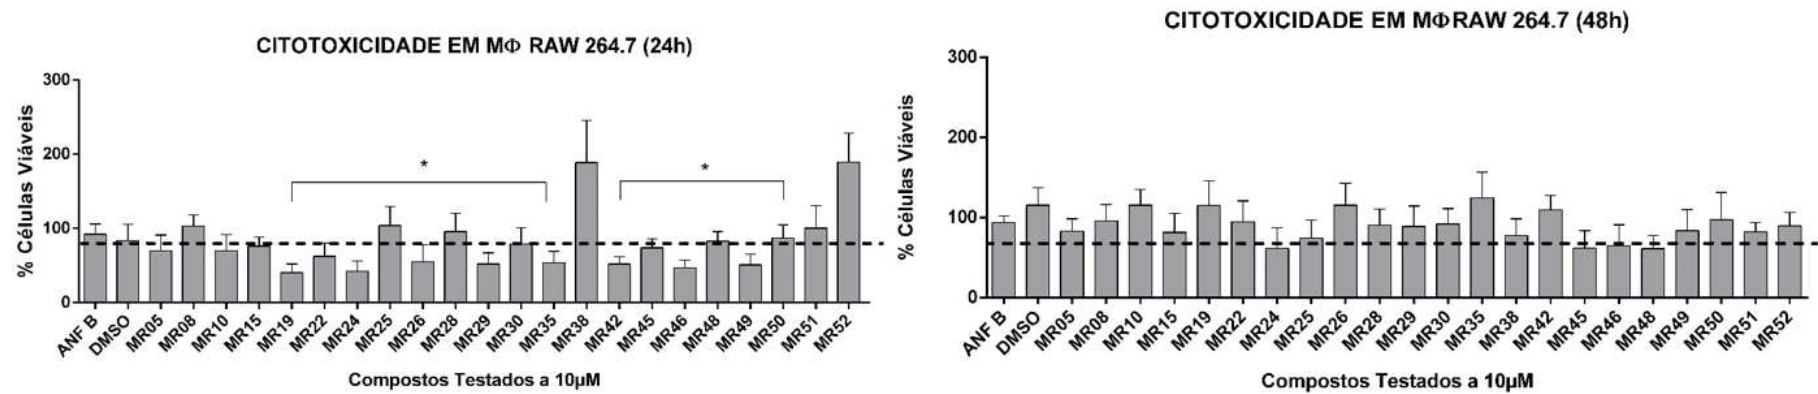 CITOTOXICIDADE EM MΦ RAW 264.7 (24h)
% Células Viáveis
300
200
100
0
*
*
ANF B
DMSO
MR05
MR08
MR10
MR15
MR19
MR22
MR24
MR25
MR26
MR28
MR29
MR30
MR35
MR38
MR42
MR45
MR46
MR48
MR49
MR50
MR51
MR52
Compostos Testados a 10µM
CITOTOXICIDADE EM MΦRAW 264.7 (48h)
% Células Viáveis
300
200
100
0
ANF B
DMSO
MR05
MR08
MR10
MR15
MR19
MR22
MR24
MR25
MR26
MR28
MR29
MR30
MR35
MR38
MR42
MR45
MR46
MR48
MR49
MR50
MR51
MR52
Compostos Testados a 10µM